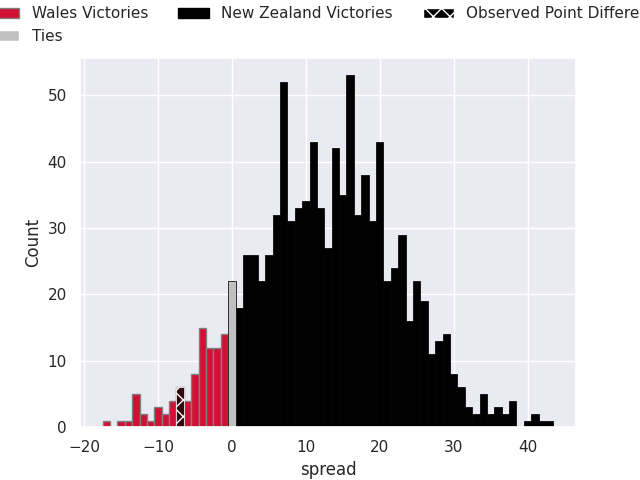 Wales Victories
New Zealand Victories
Observed Point Differe
Ties
50
40
30
20
10
0
Count
−20
−10
0
10
20
30
40
spread